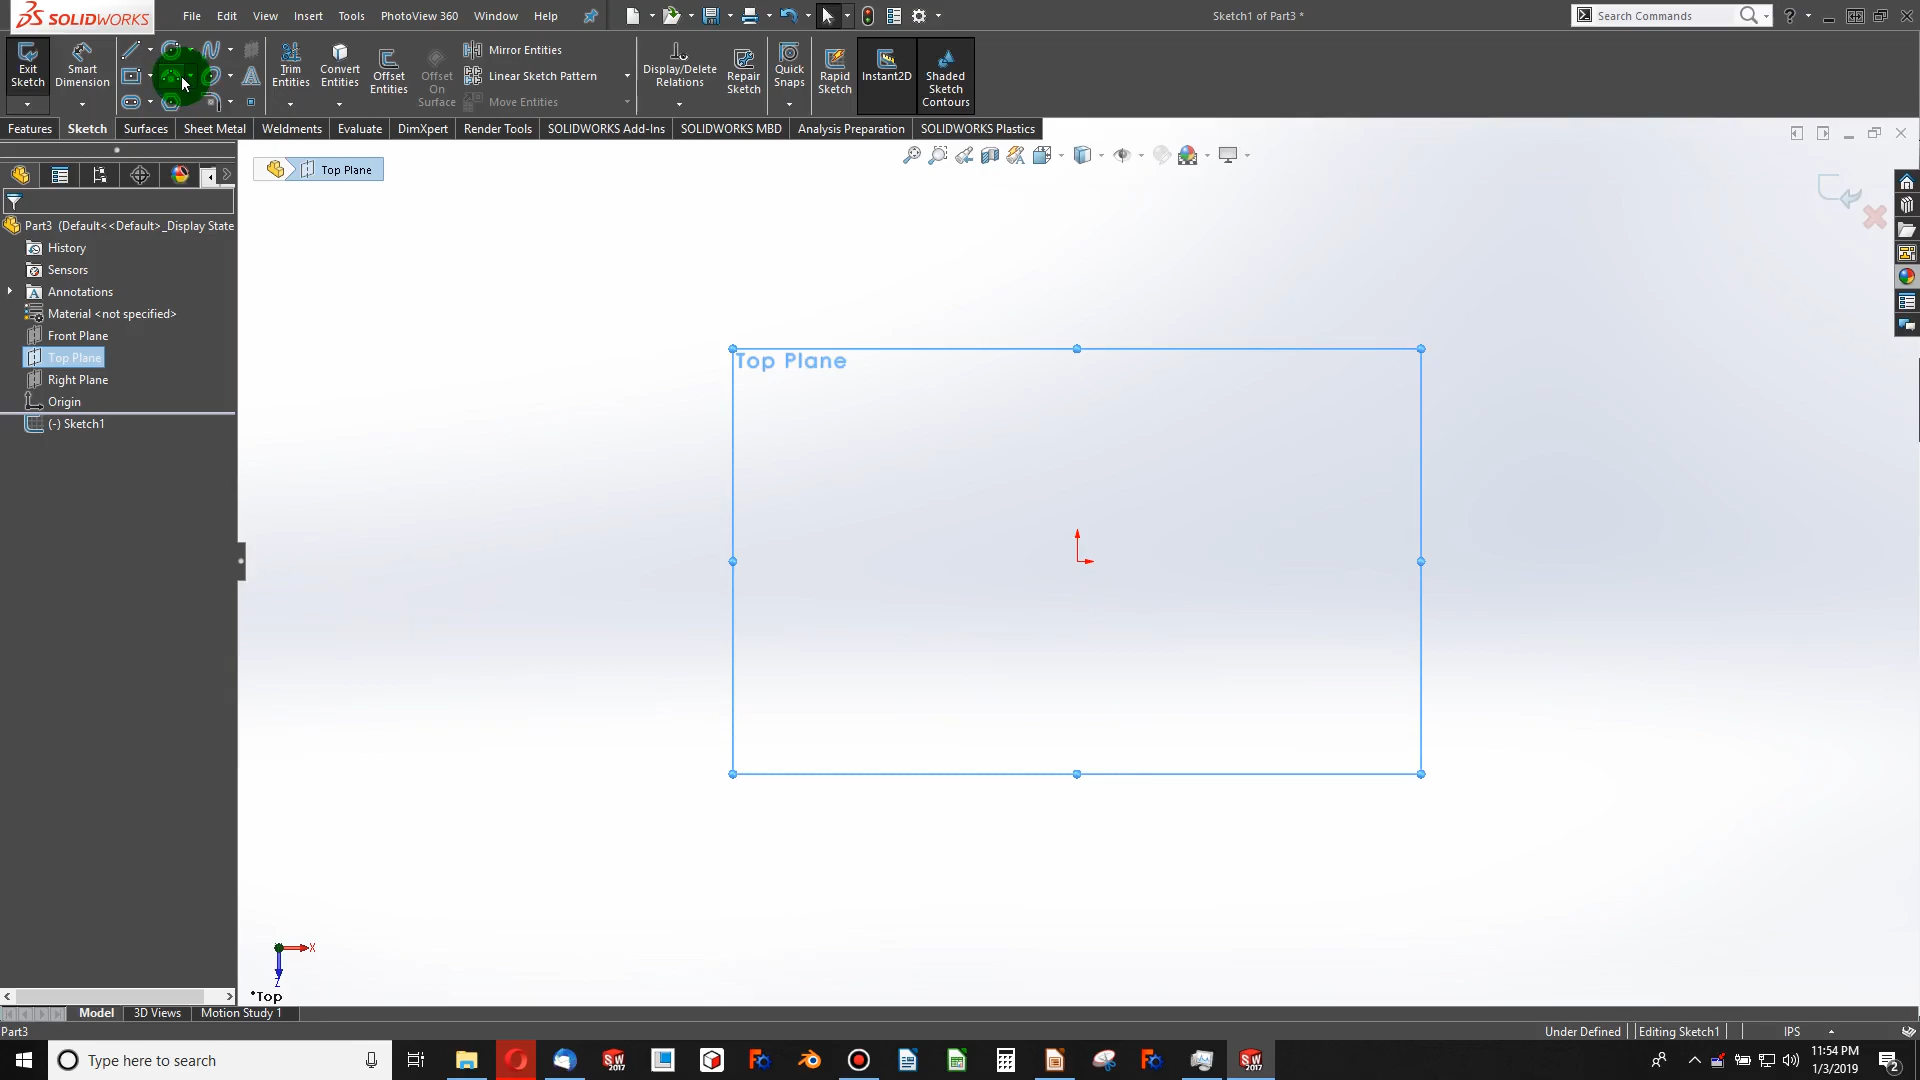 SOLIDWORKS File Edit View Insert Tools PhotoView 360 Window Help Sketch1 of Part3 * Search Commands
Exit Sketch
Smart Dimension
Trim Entities
Convert Entities
Offset Entities
Offset On Surface
Mirror Entities
Linear Sketch Pattern
Move Entities
Display/Delete Relations
Repair Sketch
Quick Snaps
Rapid Sketch
Instant2D
Shaded Sketch Contours
Features Sketch Surfaces Sheet Metal Weldments Evaluate DimXpert Render Tools SOLIDWORKS Add-Ins SOLIDWORKS MBD Analysis Preparation SOLIDWORKS Plastics
Top Plane
Part3 (Default<<Default>_Display State
History
Sensors
Annotations
Material <not specified>
Front Plane
Top Plane
Right Plane
Origin
(-) Sketch1
Top Plane
X
Z
*Top
Model 3D Views Motion Study 1
Part3 Under Defined Editing Sketch1 IPS
Type here to search
SW 2017
SW 2017
11:54 PM
1/3/2019
2